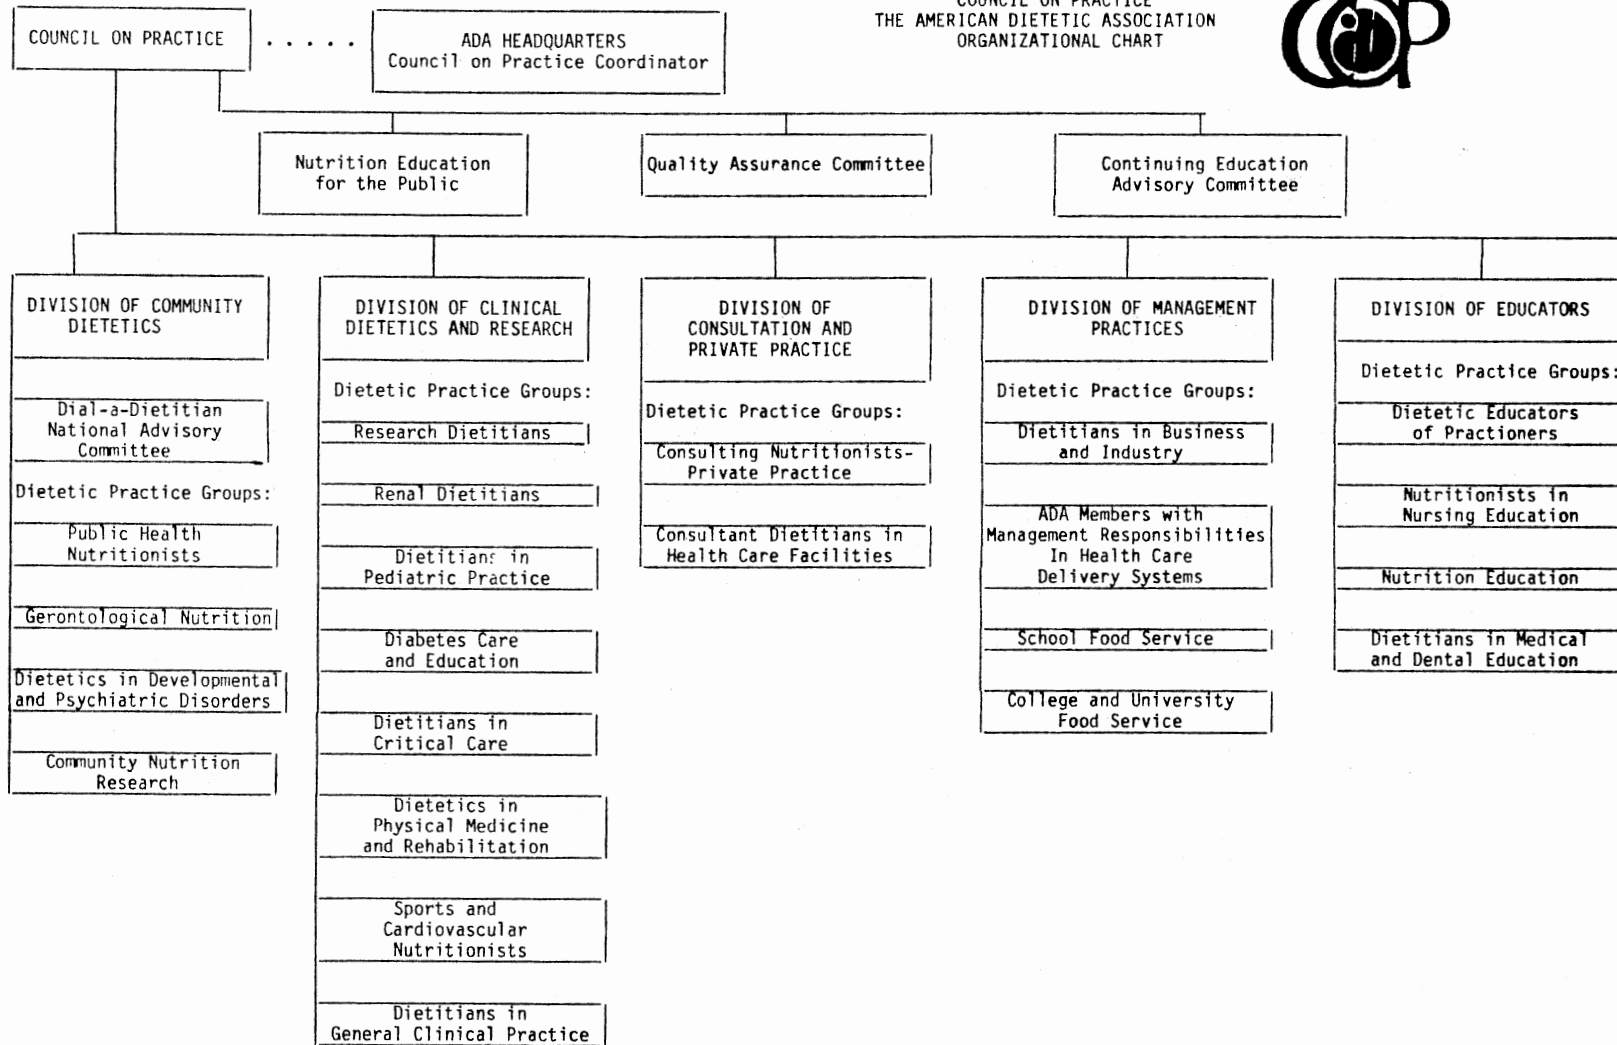 COUNCIL ON PRACTICE
THE AMERICAN DIETETIC ASSOCIATION
ORGANIZATIONAL CHART
COUNCIL ON PRACTICE
. . . . .
ADA HEADQUARTERS
Council on Practice Coordinator
Nutrition Education
for the Public
Quality Assurance Committee
Continuing Education
Advisory Committee
DIVISION OF COMMUNITY
DIETETICS
Dial-a-Dietitian
National Advisory
Committee
Dietetic Practice Groups:
Public Health
Nutritionists
Gerontological Nutrition
Dietetics in Developmental
and Psychiatric Disorders
Community Nutrition
Research
DIVISION OF CLINICAL
DIETETICS AND RESEARCH
Dietetic Practice Groups:
Research Dietitians
Renal Dietitians
Dietitians in
Pediatric Practice
Diabetes Care
and Education
Dietitians in
Critical Care
Dietetics in
Physical Medicine
and Rehabilitation
Sports and
Cardiovascular
Nutritionists
Dietitians in
General Clinical Practice
DIVISION OF
CONSULTATION AND
PRIVATE PRACTICE
Dietetic Practice Groups:
Consulting Nutritionists-
Private Practice
Consultant Dietitians in
Health Care Facilities
DIVISION OF MANAGEMENT
PRACTICES
Dietetic Practice Groups:
Dietitians in Business
and Industry
ADA Members with
Management Responsibilities
In Health Care
Delivery Systems
School Food Service
College and University
Food Service
DIVISION OF EDUCATORS
Dietetic Practice Groups:
Dietetic Educators
of Practioners
Nutritionists in
Nursing Education
Nutrition Education
Dietitians in Medical
and Dental Education